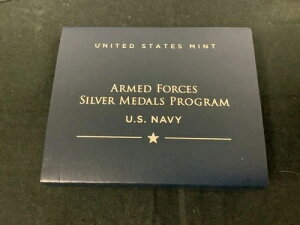 UNITED STATES MINT
ARMED FORCES
SILVER MEDALS PROGRAM
U.S. NAVY